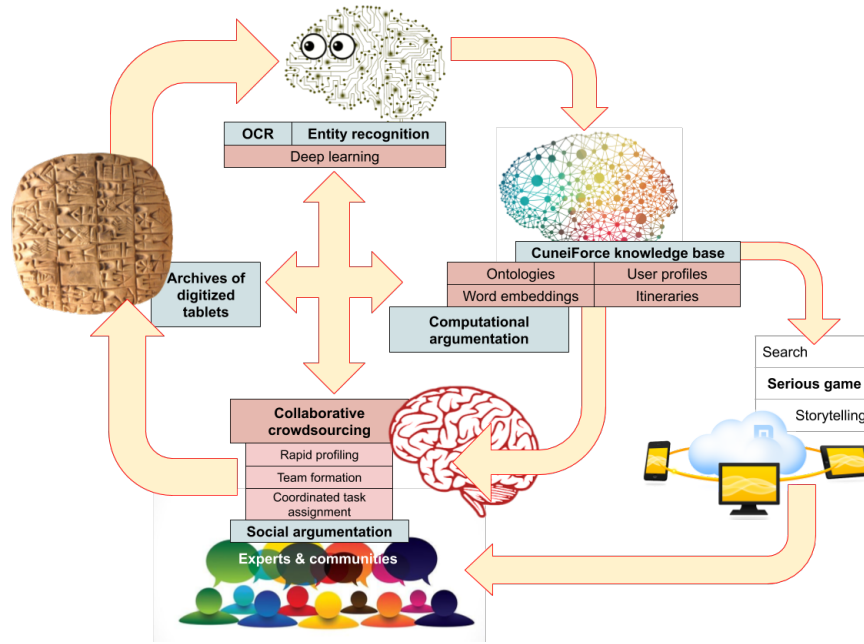 OCR
Entity recognition
Deep learning
CuneiForce knowledge base
Ontologies
User profiles
Word embeddings
Itineraries
Computational
argumentation
Archives of
digitized
tablets
Search
Serious game
Storytelling
Collaborative
crowdsourcing
Rapid profiling
Team formation
Coordinated task
assignment
Social argumentation
Experts & communities